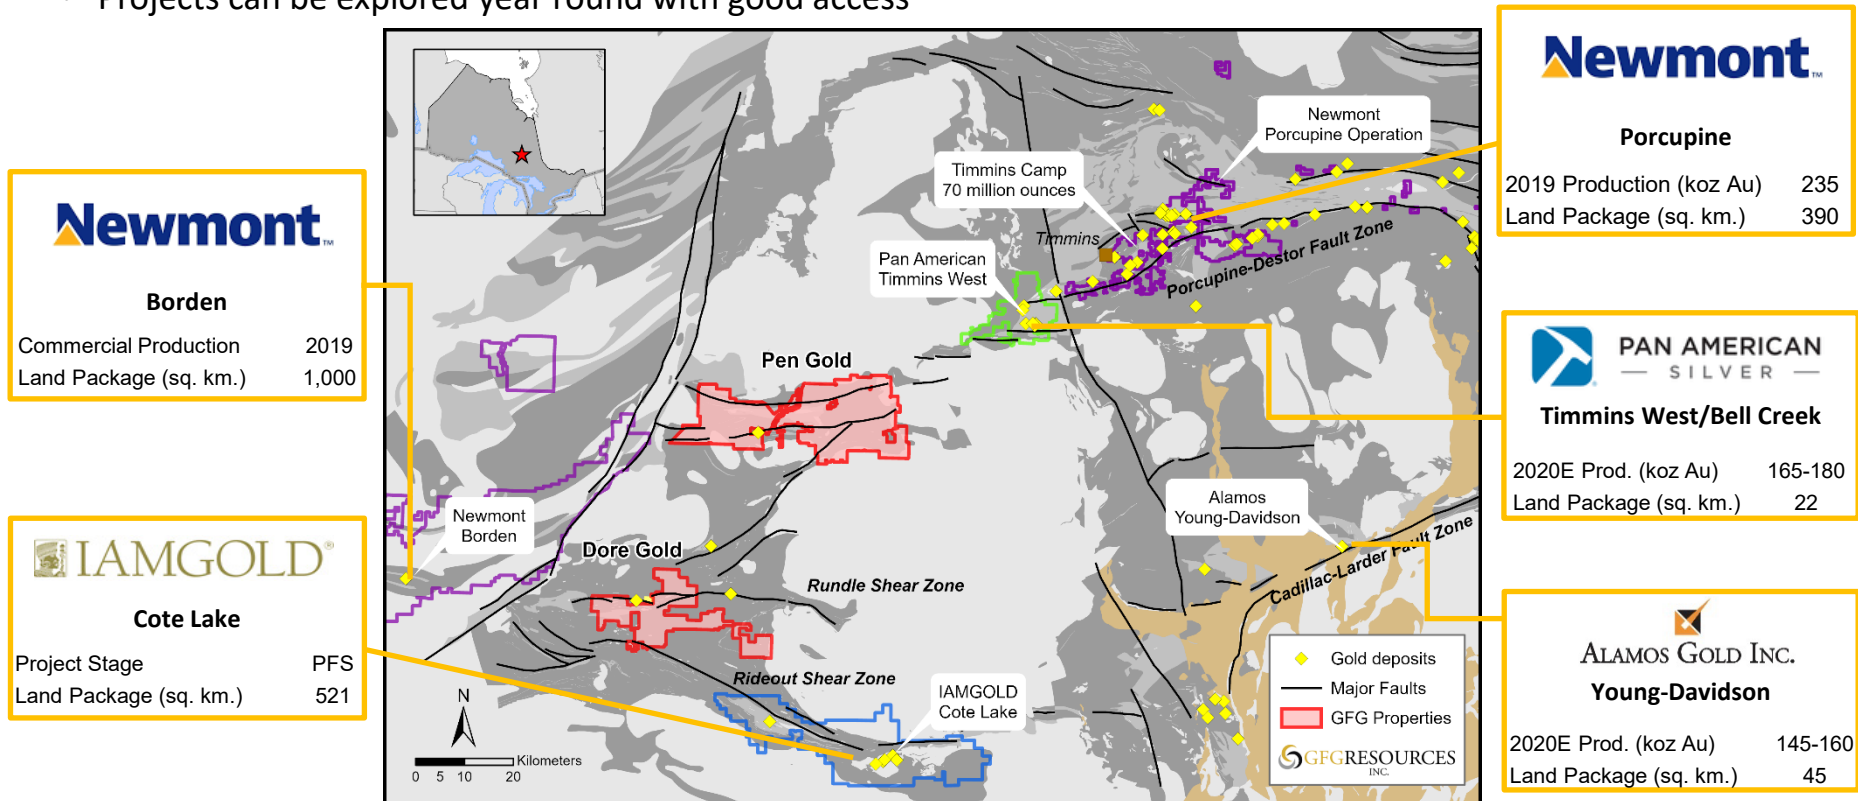 Projects can be explored year round with good access
Newmont™
Borden
Commercial Production 2019
Land Package (sq. km.) 1,000
IAMGOLD®
Cote Lake
Project Stage PFS
Land Package (sq. km.) 521
Newmont
Porcupine Operation
Timmins Camp
70 million ounces
Timmins
Pan American
Timmins West
Porcupine-Destor Fault Zone
Pen Gold
Newmont
Borden
Dore Gold
Rundle Shear Zone
Alamos
Young-Davidson
Cadillac-Larder Fault Zone
Rideout Shear Zone
IAMGOLD
Cote Lake
N
Kilometers
0 5 10 20
Gold deposits
Major Faults
GFG Properties
GFGRESOURCES
INC.
Newmont™
Porcupine
2019 Production (koz Au) 235
Land Package (sq. km.) 390
PAN AMERICAN
— SILVER —
Timmins West/Bell Creek
2020E Prod. (koz Au) 165-180
Land Package (sq. km.) 22
ALAMOS GOLD INC.
Young-Davidson
2020E Prod. (koz Au) 145-160
Land Package (sq. km.) 45